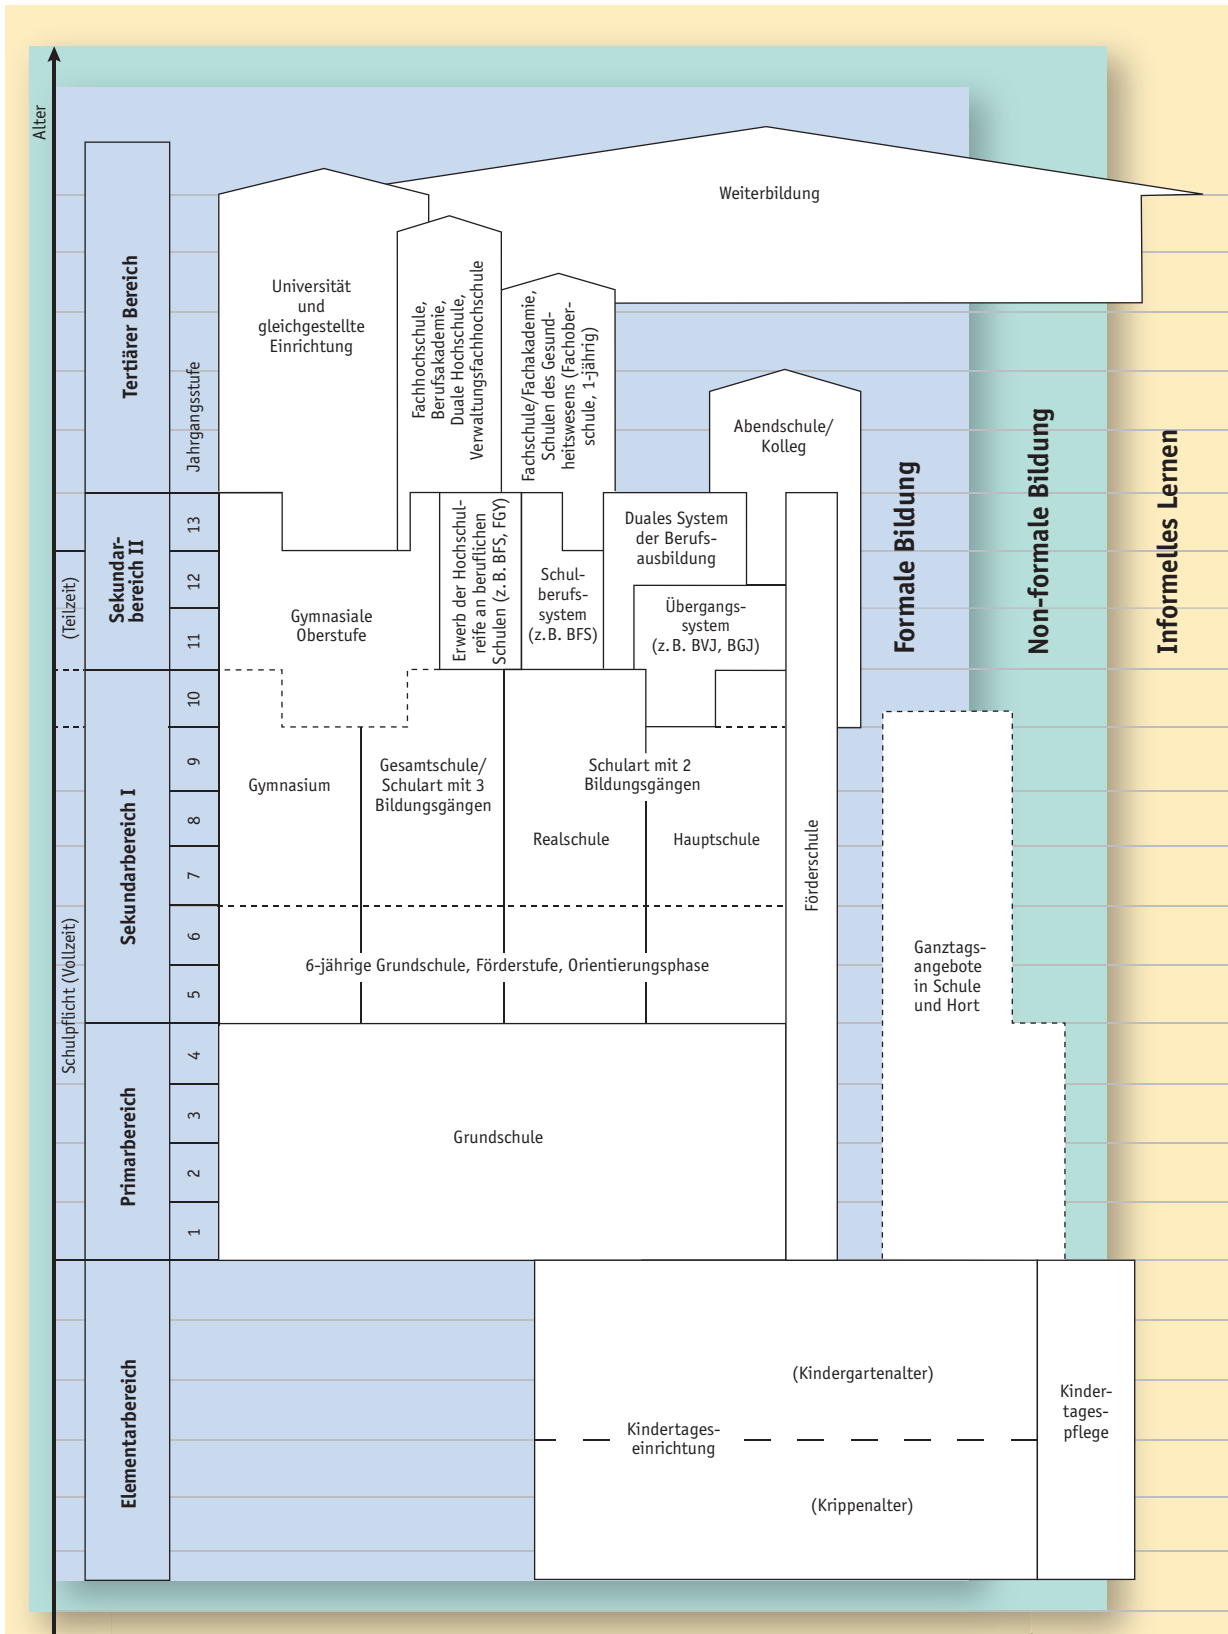 Alter
Weiterbildung
Tertiärer Bereich
Jahrgangsstufe
Universität
und
gleichgestellte
Einrichtung
Fachhochschule,
Berufsakademie,
Duale Hochschule,
Verwaltungsfachhochschule
Fachschule/Fachakademie,
Schulen des Gesund-
heitswesens (Fachober-
schule, 1-jährig)
Abendschule/
Kolleg
Formale Bildung
Non-formale Bildung
Informelles Lernen
(Teilzeit)
Sekundar-
bereich II
13
12
11
Gymnasiale
Oberstufe
Erwerb der Hochschul-
reife an beruflichen
Schulen (z. B. BFS, FGY)
Schul-
berufs-
system
(z. B. BFS)
Duales System
der Berufs-
ausbildung
Übergangs-
system
(z. B. BVJ, BGJ)
Schulpflicht (Vollzeit)
Sekundarbereich I
10
9
8
7
6
5
Gymnasium
Gesamtschule/
Schulart mit 3
Bildungsgängen
Schulart mit 2
Bildungsgängen
Realschule
Hauptschule
Förderschule
6-jährige Grundschule, Förderstufe, Orientierungsphase
Ganztags-
angebote
in Schule
und Hort
Primarbereich
4
3
2
1
Grundschule
Elementarbereich
(Kindergartenalter)
Kindertages-
einrichtung
(Krippenalter)
Kinder-
tages-
pflege